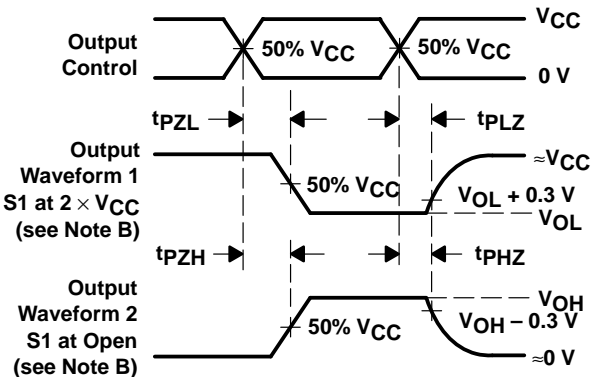 VCC
Output
Control
50% VCC
50% VCC
0 V
tPZL
tPLZ
Output
Waveform 1
S1 at 2 × VCC
(see Note B)
≈VCC
50% VCC
VOL + 0.3 V
VOL
tPZH
tPHZ
Output
Waveform 2
S1 at Open
(see Note B)
VOH
50% VCC
VOH – 0.3 V
≈0 V